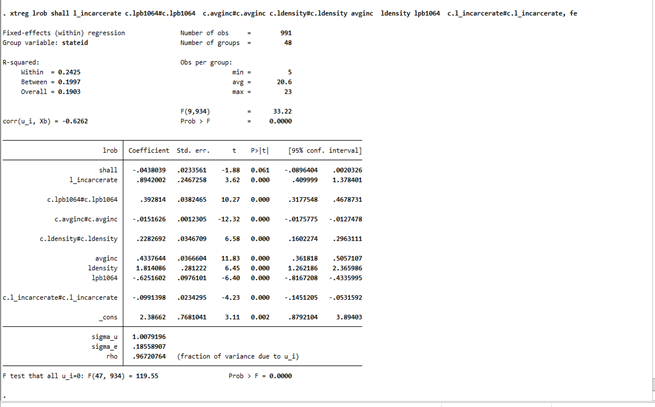 . xtreg lrob shall l_incarcerate c.lpb1064#c.lpb1064 c.avginc#c.avginc c.ldensity#c.ldensity avginc ldensity lpb1064 c.l_incarcerate#c.l_incarcerate, fe
Fixed-effects (within) regression Number of obs = 991
Group variable: stateid Number of groups = 48
R-squared: Obs per group:
Within = 0.2425 min = 5
Between = 0.1997 avg = 20.6
Overall = 0.1903 max = 23
F(9,934) = 33.22
corr(u_i, Xb) = -0.6262 Prob > F = 0.0000
lrob Coefficient Std. err. t P>|t| [95% conf. interval]
shall -.0438039 .0233561 -1.88 0.061 -.0896404 .0020326
l_incarcerate .8942002 .2467258 3.62 0.000 .409999 1.378401
c.lpb1064#c.lpb1064 .392814 .0382465 10.27 0.000 .3177548 .4678731
c.avginc#c.avginc -.0151626 .0012305 -12.32 0.000 -.0175775 -.0127478
c.ldensity#c.ldensity .2282692 .0346709 6.58 0.000 .1602274 .2963111
avginc .4337644 .0366604 11.83 0.000 .361818 .5057107
ldensity 1.814086 .281222 6.45 0.000 1.262186 2.365986
lpb1064 -.6251602 .0976101 -6.40 0.000 -.8167208 -.4335995
c.l_incarcerate#c.l_incarcerate -.0991398 .0234295 -4.23 0.000 -.1451205 -.0531592
_cons 2.38662 .7681041 3.11 0.002 .8792104 3.89403
sigma_u 1.0079196
sigma_e .18558907
rho .96720764 (fraction of variance due to u_i)
F test that all u_i=0: F(47, 934) = 119.55 Prob > F = 0.0000
.